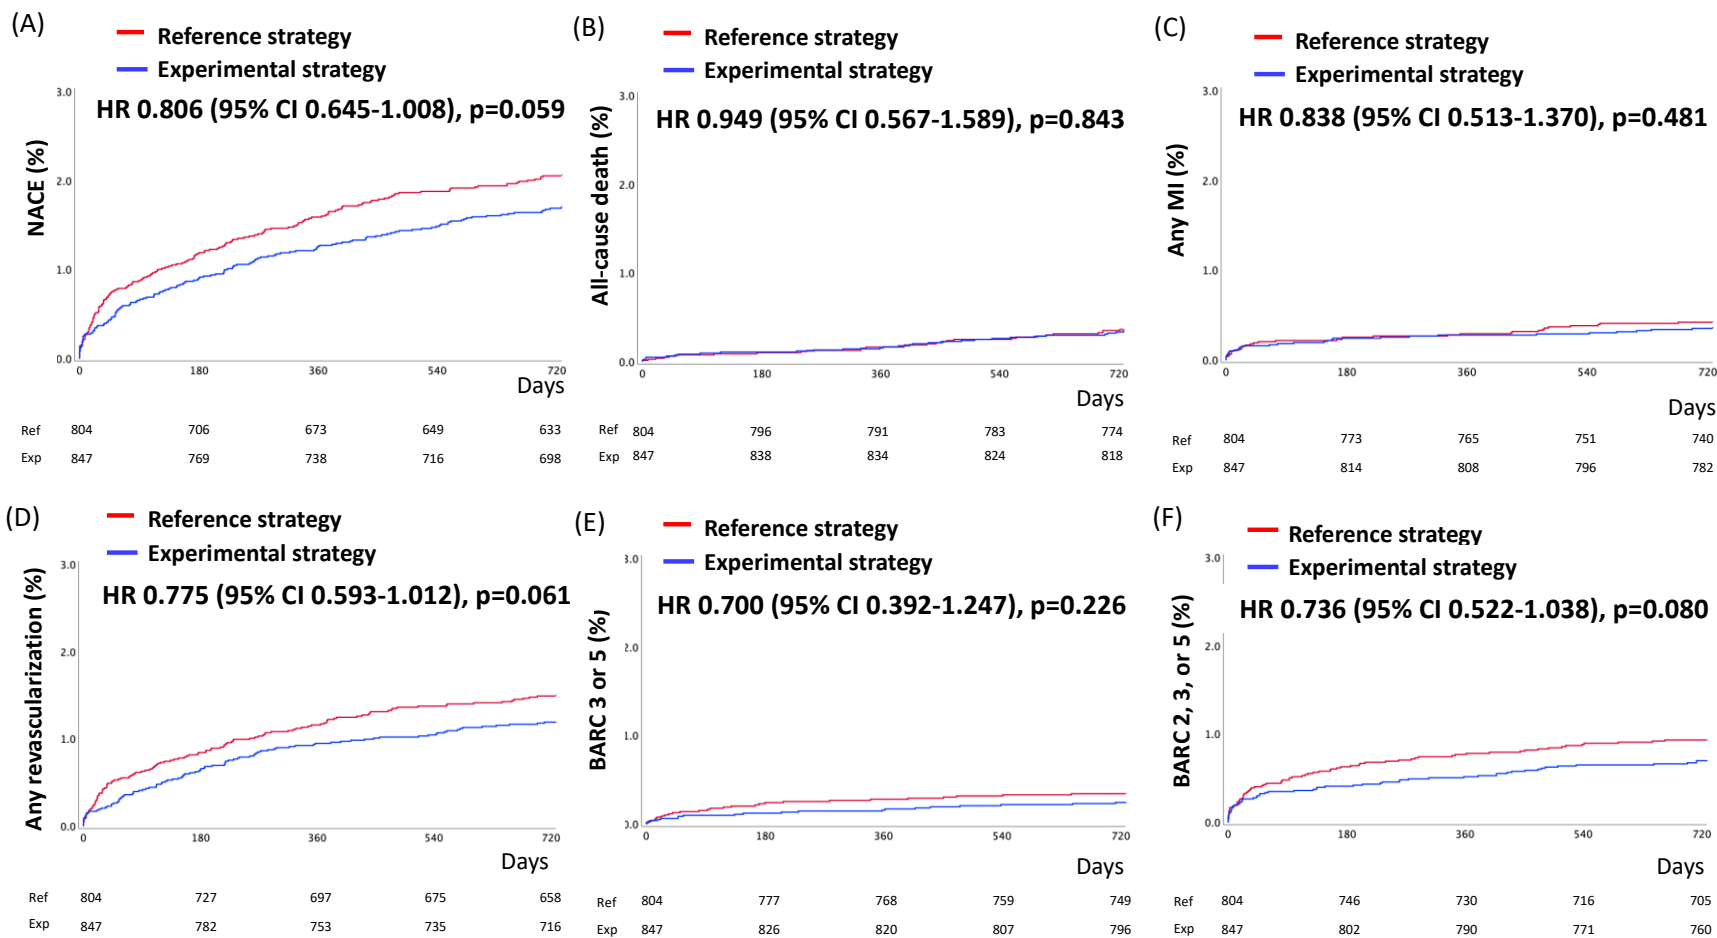 (A)
Reference strategy
Experimental strategy
HR 0.806 (95% CI 0.645-1.008), p=0.059
NACE (%)
3.0
2.0
1.0
0.0
0 180 360 540 720
Days
Ref 804 706 673 649 633
Exp 847 769 738 716 698
(B)
Reference strategy
Experimental strategy
HR 0.949 (95% CI 0.567-1.589), p=0.843
All-cause death (%)
3.0
2.0
1.0
0.0
0 180 360 540 720
Days
Ref 804 796 791 783 774
Exp 847 838 834 824 818
(C)
Reference strategy
Experimental strategy
HR 0.838 (95% CI 0.513-1.370), p=0.481
Any MI (%)
3.0
2.0
1.0
0.0
0 180 360 540 720
Days
Ref 804 773 765 751 740
Exp 847 814 808 796 782
(D)
Reference strategy
Experimental strategy
HR 0.775 (95% CI 0.593-1.012), p=0.061
Any revascularization (%)
3.0
2.0
1.0
0.0
0 180 360 540 720
Days
Ref 804 727 697 675 658
Exp 847 782 753 735 716
(E)
Reference strategy
Experimental strategy
HR 0.700 (95% CI 0.392-1.247), p=0.226
BARC 3 or 5 (%)
3.0
2.0
1.0
0.0
0 180 360 540 720
Days
Ref 804 777 768 759 749
Exp 847 826 820 807 796
(F)
Reference strategy
Experimental strategy
HR 0.736 (95% CI 0.522-1.038), p=0.080
BARC 2, 3, or 5 (%)
3.0
2.0
1.0
0.0
0 180 360 540 720
Days
Ref 804 746 730 716 705
Exp 847 802 790 771 760